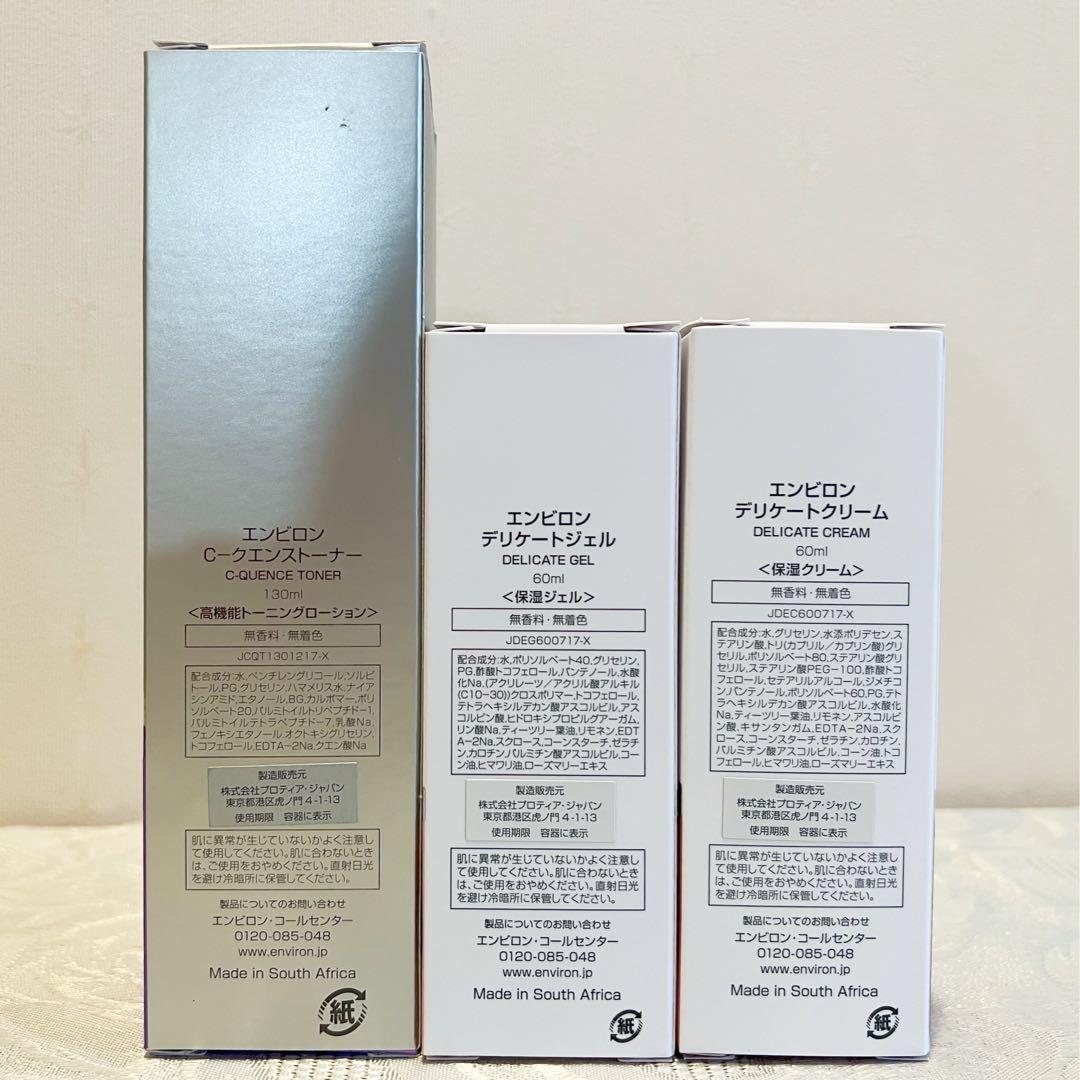 エンビロン
C-クエンストーナー
C-QUENCE TONER
130ml
<高機能トーニングローション>
無香料・無着色
JCQT1301217-X
配合成分:水,ペンチレングリコール,ソルビ
トール,PG,グリセリン,ハマメリス水,ナイア
シンアミド,エタノール,BG,カルボマー,ポリ
ソルベート20,パルミトイルトリペプチド-1,
パルミトイルテトラペプチド-7,乳酸Na,
フェノキシエタノール,オクトキシグリセリン,
トコフェロール,EDTA-2Na,クエン酸Na
製造販売元
株式会社プロティア・ジャパン
東京都港区虎ノ門 4-1-13
使用期限 容器に表示
肌に異常が生じていないかよく注意し
て使用してください。肌に合わないとき
は、ご使用をおやめください。直射日光
を避け冷暗所に保管してください。
製品についてのお問い合わせ
エンビロン・コールセンター
0120-085-048
www.environ.jp
Made in South Africa
紙
エンビロン
デリケートジェル
DELICATE GEL
60ml
<保湿ジェル>
無香料・無着色
JDEG600717-X
配合成分:水,ポリソルベート40,グリセリン,
PG,酢酸トコフェロール,パンテノール,水酸
化Na,(アクリレーツ/アクリル酸アルキル
(C10-30))クロスポリマー,トコフェロール,
テトラヘキシルデカン酸アスコルビル,アス
コルビン酸,ヒドロキシプロピルグアーガム,
リン酸Na,ティーツリー葉油,リモネン,EDT
A-2Na,スクロース,コーンスターチ,ゼラチ
ン,カロチン,パルミチン酸アスコルビル,コー
ン油,ヒマワリ油,ローズマリーエキス
製造販売元
株式会社プロティア・ジャパン
東京都港区虎ノ門 4-1-13
使用期限 容器に表示
肌に異常が生じていないかよく注意し
て使用してください。肌に合わないとき
は、ご使用をおやめください。直射日光
を避け冷暗所に保管してください。
製品についてのお問い合わせ
エンビロン・コールセンター
0120-085-048
www.environ.jp
Made in South Africa
紙
エンビロン
デリケートクリーム
DELICATE CREAM
60ml
<保湿クリーム>
無香料・無着色
JDEC600717-X
配合成分:水,グリセリン,水添ポリデセン,ス
テアリン酸,トリ(カプリル/カプリン酸)グリ
セリル,ポリソルベート80,ステアリン酸グリ
セリル,ステアリン酸PEG-100,酢酸トコ
フェロール,セテアリルアルコール,ジメチコ
ン,パンテノール,ポリソルベート60,PG,テト
ラヘキシルデカン酸アスコルビル,水酸化
Na,ティーツリー葉油,リモネン,アスコルビ
ン酸,キサンタンガム,EDTA-2Na,スク
ロース,コーンスターチ,ゼラチン,カロチン,
パルミチン酸アスコルビル,コーン油,トコ
フェロール,ヒマワリ油,ローズマリーエキス
製造販売元
株式会社プロティア・ジャパン
東京都港区虎ノ門 4-1-13
使用期限 容器に表示
肌に異常が生じていないかよく注意し
て使用してください。肌に合わないとき
は、ご使用をおやめください。直射日光
を避け冷暗所に保管してください。
製品についてのお問い合わせ
エンビロン・コールセンター
0120-085-048
www.environ.jp
Made in South Africa
紙